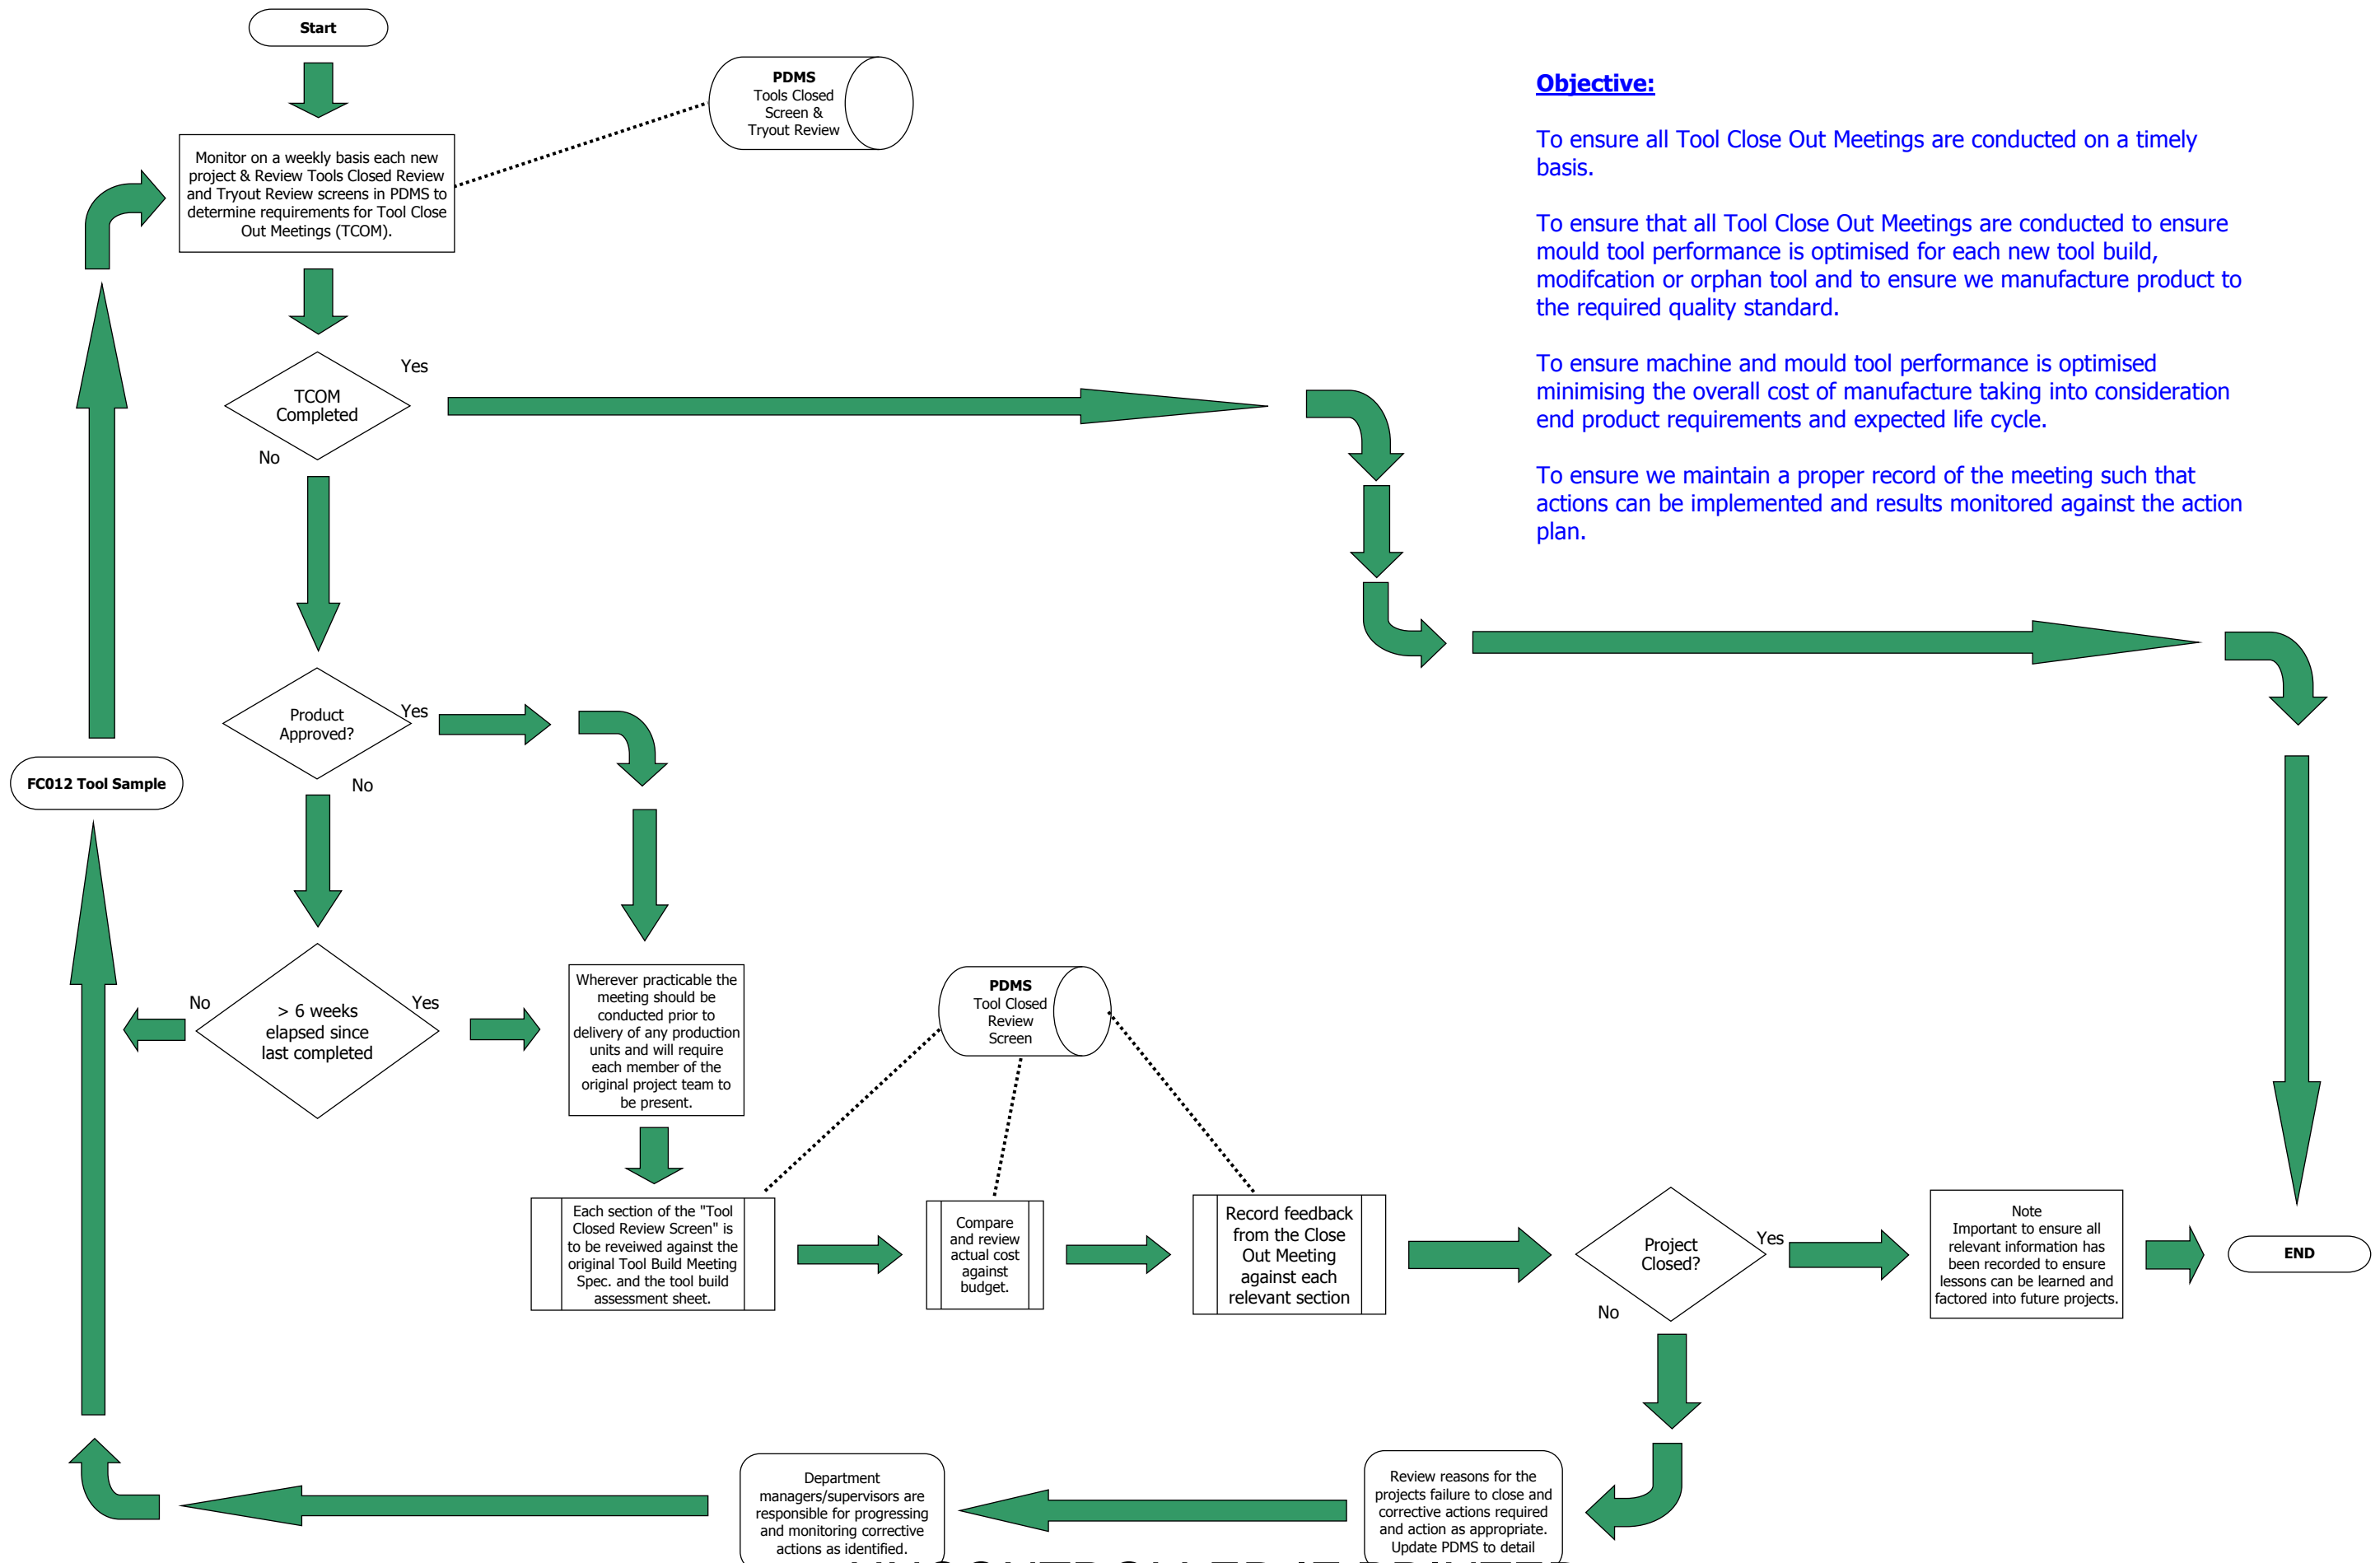 Start
PDMS
Tools Closed
Screen &
Tryout Review
Objective:
To ensure all Tool Close Out Meetings are conducted on a timely
basis.
To ensure that all Tool Close Out Meetings are conducted to ensure
mould tool performance is optimised for each new tool build,
modifcation or orphan tool and to ensure we manufacture product to
the required quality standard.
To ensure machine and mould tool performance is optimised
minimising the overall cost of manufacture taking into consideration
end product requirements and expected life cycle.
To ensure we maintain a proper record of the meeting such that
actions can be implemented and results monitored against the action
plan.
Monitor on a weekly basis each new
project & Review Tools Closed Review
and Tryout Review screens in PDMS to
determine requirements for Tool Close
Out Meetings (TCOM).
TCOM
Completed
Yes
No
Product
Approved?
Yes
No
FC012 Tool Sample
> 6 weeks
elapsed since
last completed
No
Yes
Wherever practicable the
meeting should be
conducted prior to
delivery of any production
units and will require
each member of the
original project team to
be present.
PDMS
Tool Closed
Review
Screen
Each section of the "Tool
Closed Review Screen" is
to be reveiwed against the
original Tool Build Meeting
Spec. and the tool build
assessment sheet.
Compare
and review
actual cost
against
budget.
Record feedback
from the Close
Out Meeting
against each
relevant section
Project
Closed?
Yes
No
Note
Important to ensure all
relevant information has
been recorded to ensure
lessons can be learned and
factored into future projects.
END
Department
managers/supervisors are
responsible for progressing
and monitoring corrective
actions as identified.
Review reasons for the
projects failure to close and
corrective actions required
and action as appropriate.
Update PDMS to detail
UNCONTROLLED IF PRINTED